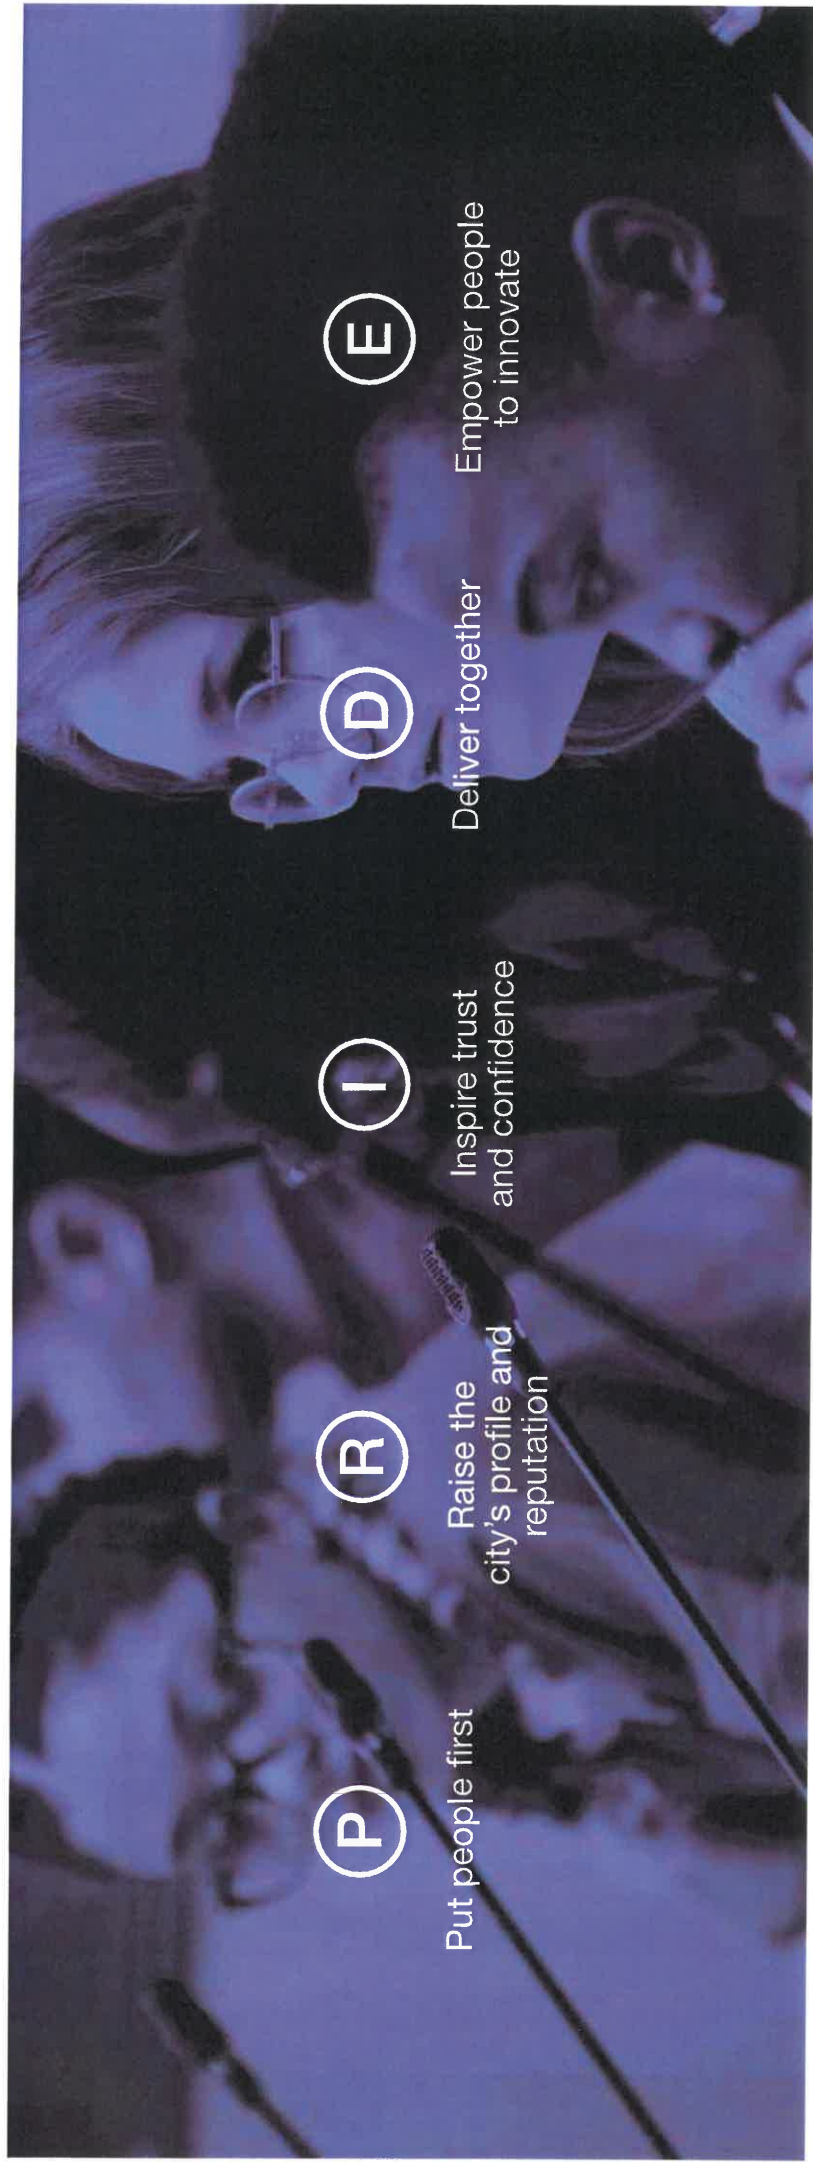 P
Put people first
R
Raise the
city's profile and
reputation
I
Inspire trust
and confidence
D
Deliver together
E
Empower people
to innovate